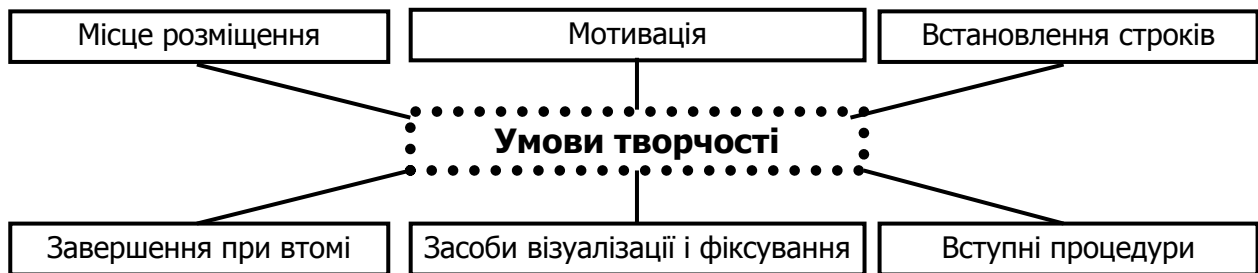 Місце розміщення
Мотивація
Встановлення строків
Умови творчості
Завершення при втомі
Засоби візуалізації і фіксування
Вступні процедури